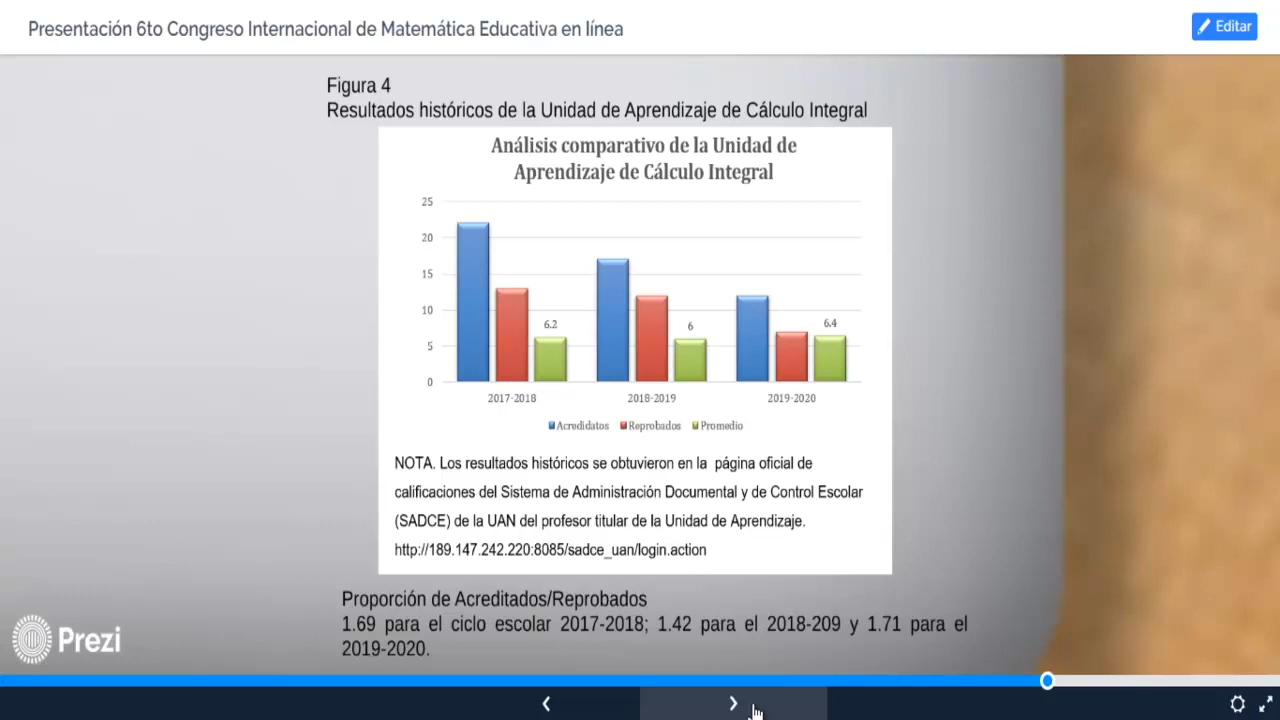 Presentación 6to Congreso Internacional de Matemática Educativa en línea
Editar
Figura 4
Resultados históricos de la Unidad de Aprendizaje de Cálculo Integral
Análisis comparativo de la Unidad de
Aprendizaje de Cálculo Integral
25
20
15
10
5
0
6.2
6
6.4
2017-2018 2018-2019 2019-2020
Acredidatos Reprobados Promedio
NOTA. Los resultados históricos se obtuvieron en la página oficial de
calificaciones del Sistema de Administración Documental y de Control Escolar
(SADCE) de la UAN del profesor titular de la Unidad de Aprendizaje.
http://189.147.242.220:8085/sadce_uan/login.action
Proporción de Acreditados/Reprobados
1.69 para el ciclo escolar 2017-2018; 1.42 para el 2018-209 y 1.71 para el
2019-2020.
Prezi